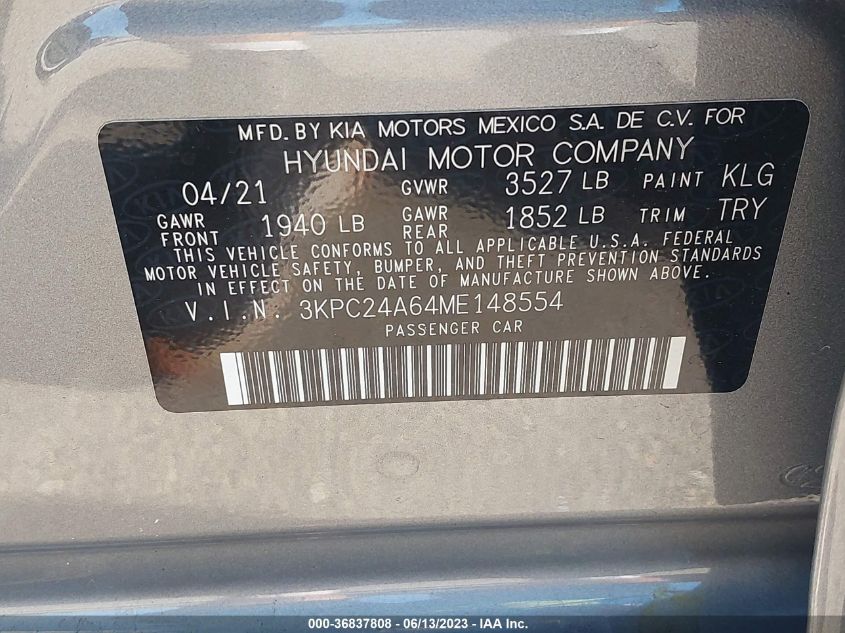 MFD. BY KIA MOTORS MEXICO S.A. DE C.V. FOR
HYUNDAI MOTOR COMPANY
04/21 GVWR 3527 LB PAINT KLG
GAWR FRONT 1940 LB GAWR REAR 1852 LB TRIM TRY
THIS VEHICLE CONFORMS TO ALL APPLICABLE U.S.A. FEDERAL
MOTOR VEHICLE SAFETY, BUMPER, AND THEFT PREVENTION STANDARDS
IN EFFECT ON THE DATE OF MANUFACTURE SHOWN ABOVE.
V.I.N. 3KPC24A64ME148554
PASSENGER CAR
000-36837808 - 06/13/2023 - IAA Inc.